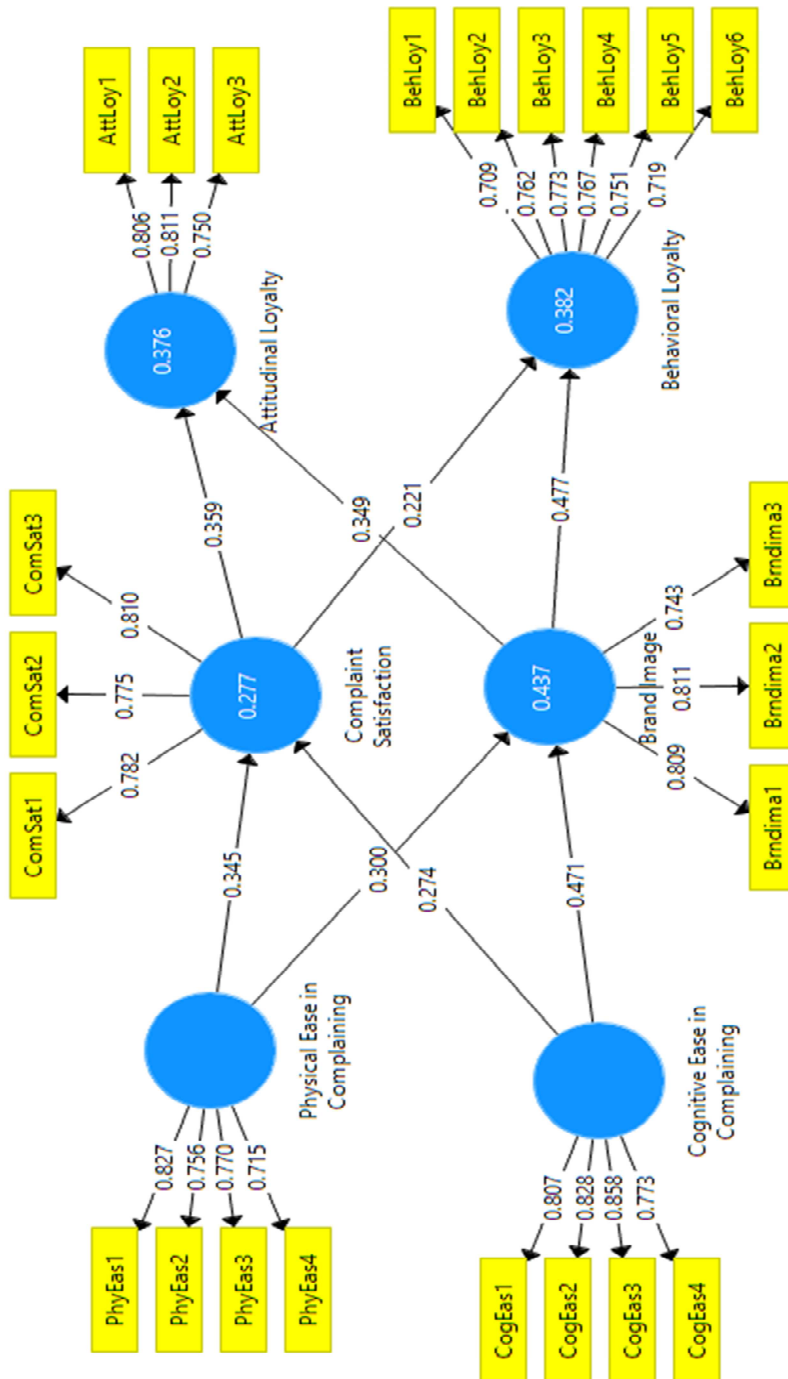 ComSat1
ComSat2
ComSat3
0.782
0.775
0.810
PhyEas1
PhyEas2
PhyEas3
PhyEas4
0.827
0.756
0.770
0.715
Physical Ease in
Complaining
0.345
0.300
0.277
Complaint
Satisfaction
0.359
0.221
0.376
Attitudinal Loyalty
0.806
0.811
0.750
AttLoy1
AttLoy2
AttLoy3
CogEas1
CogEas2
CogEas3
CogEas4
0.807
0.828
0.858
0.773
Cognitive Ease in
Complaining
0.274
0.471
0.437
Brand Image
0.349
0.477
0.382
Behavioral Loyalty
0.709
0.762
0.773
0.767
0.751
0.719
BehLoy1
BehLoy2
BehLoy3
BehLoy4
BehLoy5
BehLoy6
0.809
0.811
0.743
Brndima1
Brndima2
Brndima3